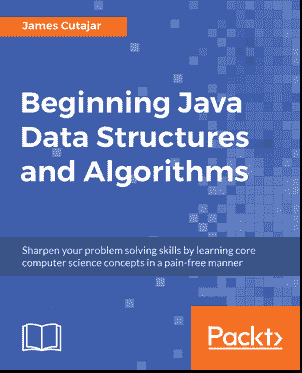 James Cutajar
Beginning Java
Data Structures
and Algorithms
Sharpen your problem solving skills by learning core
computer science concepts in a pain-free manner
Packt>